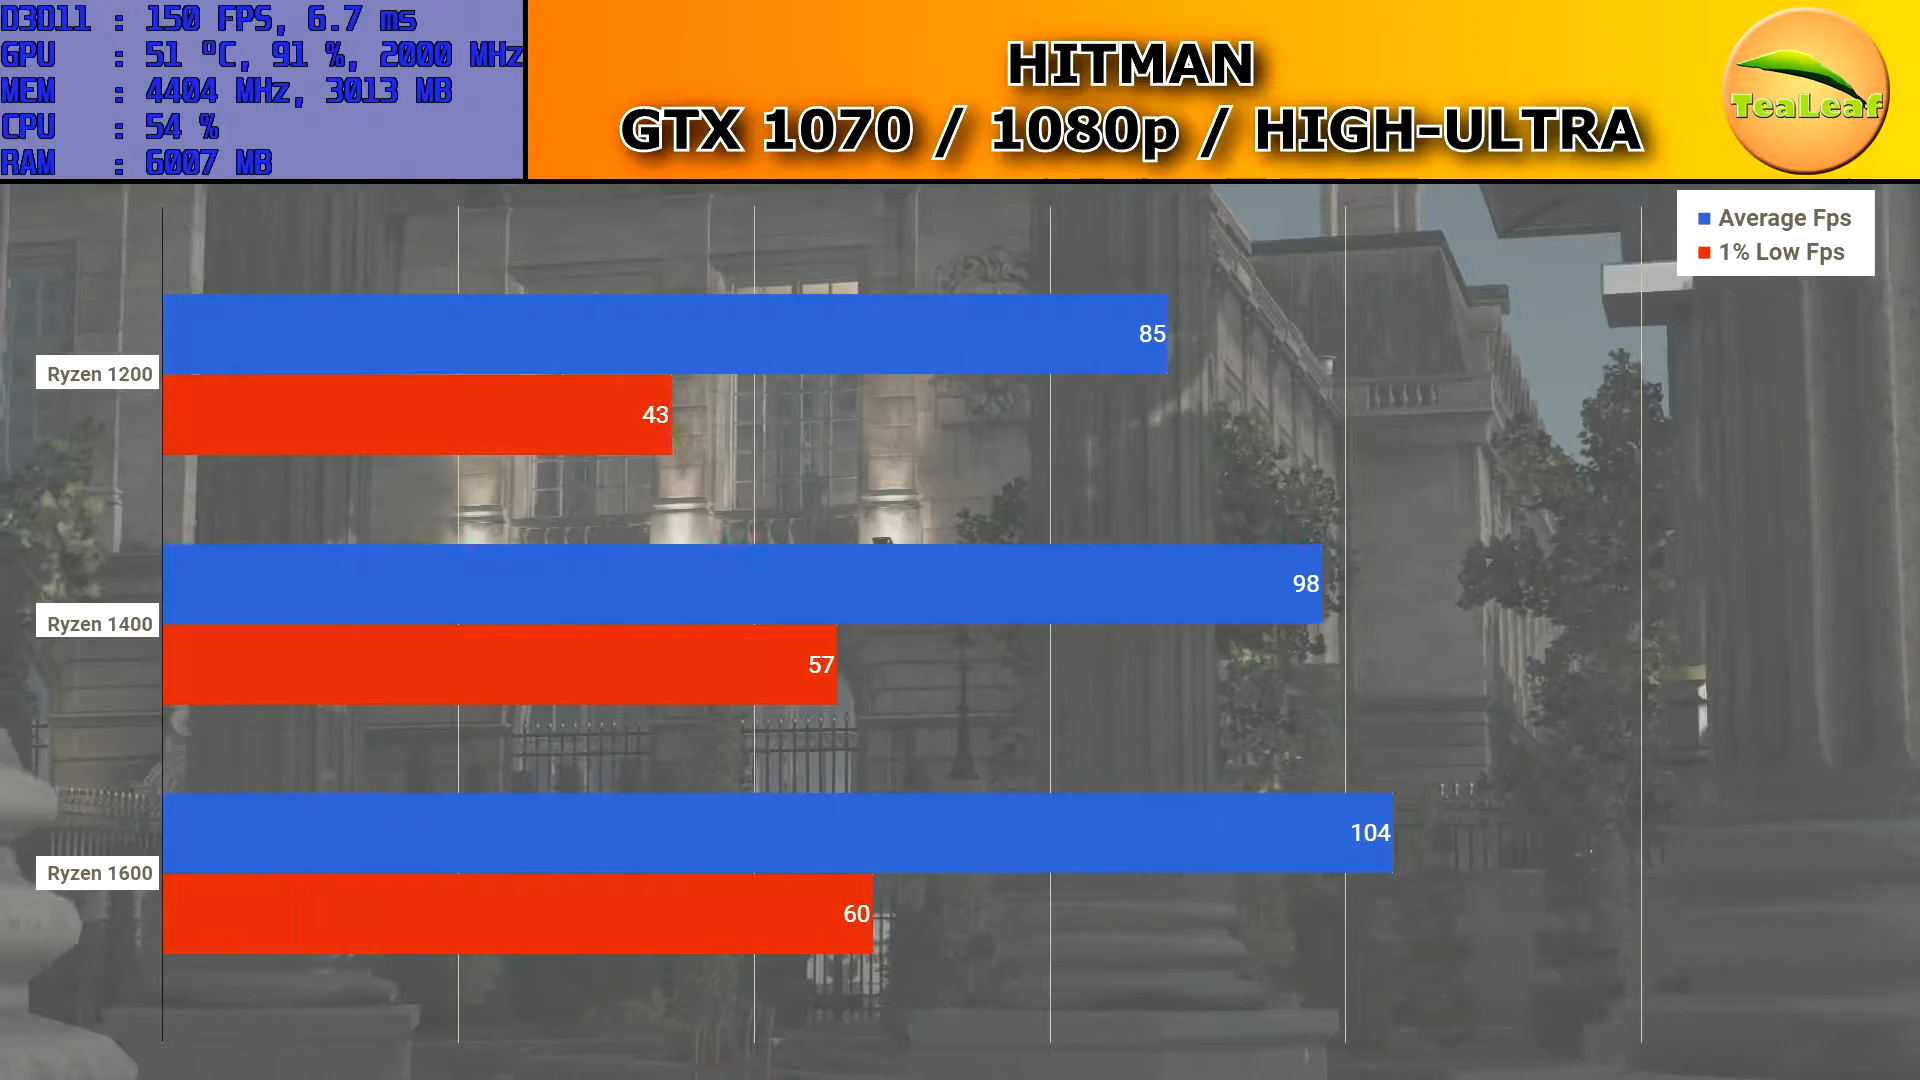 D3D11 : 150 FPS, 6.7 ms
GPU : 51 °C, 91 %, 2000 MHz
MEM : 4404 MHz, 3013 MB
CPU : 54 %
RAM : 6007 MB
HITMAN
GTX 1070 / 1080p / HIGH-ULTRA
TeaLeaf
Average Fps
1% Low Fps
85
Ryzen 1200
43
98
Ryzen 1400
57
104
Ryzen 1600
60